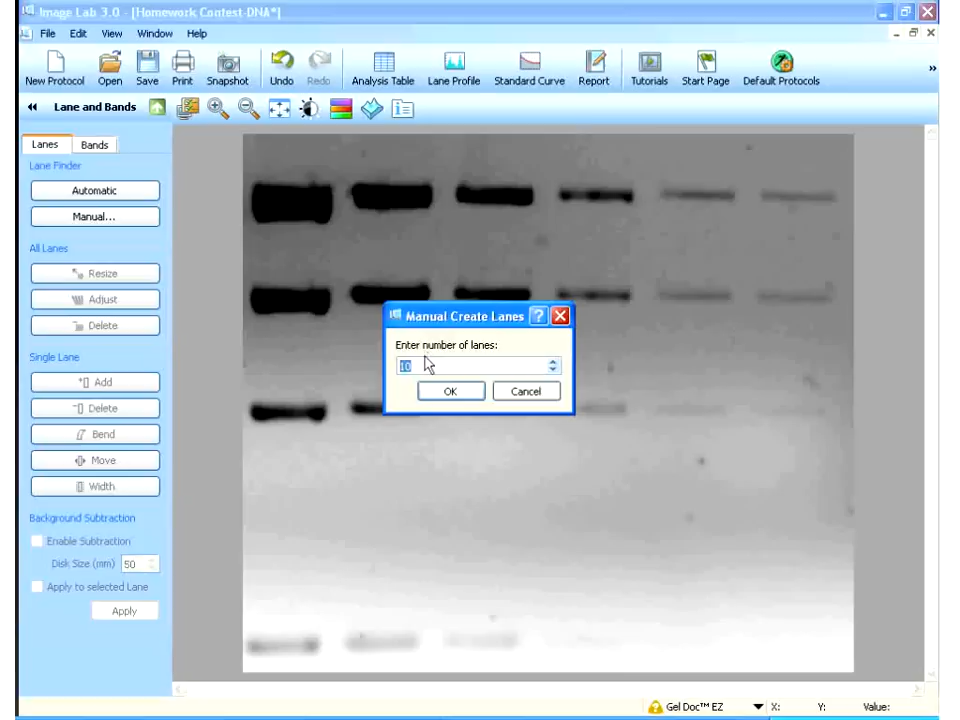 Image Lab 3.0 - [Homework Contest-DNA*]
File Edit View Window Help
New Protocol Open Save Print Snapshot Undo Redo Analysis Table Lane Profile Standard Curve Report Tutorials Start Page Default Protocols
Lane and Bands
Lanes Bands
Lane Finder
Automatic
Manual...
All Lanes
Resize
Adjust
Delete
Single Lane
Add
Delete
Bend
Move
Width
Background Subtraction
Enable Subtraction
Disk Size (mm) 50
Apply to selected Lane
Apply
Manual Create Lanes
Enter number of lanes:
10
OK Cancel
Gel Doc™ EZ X: Y: Value: